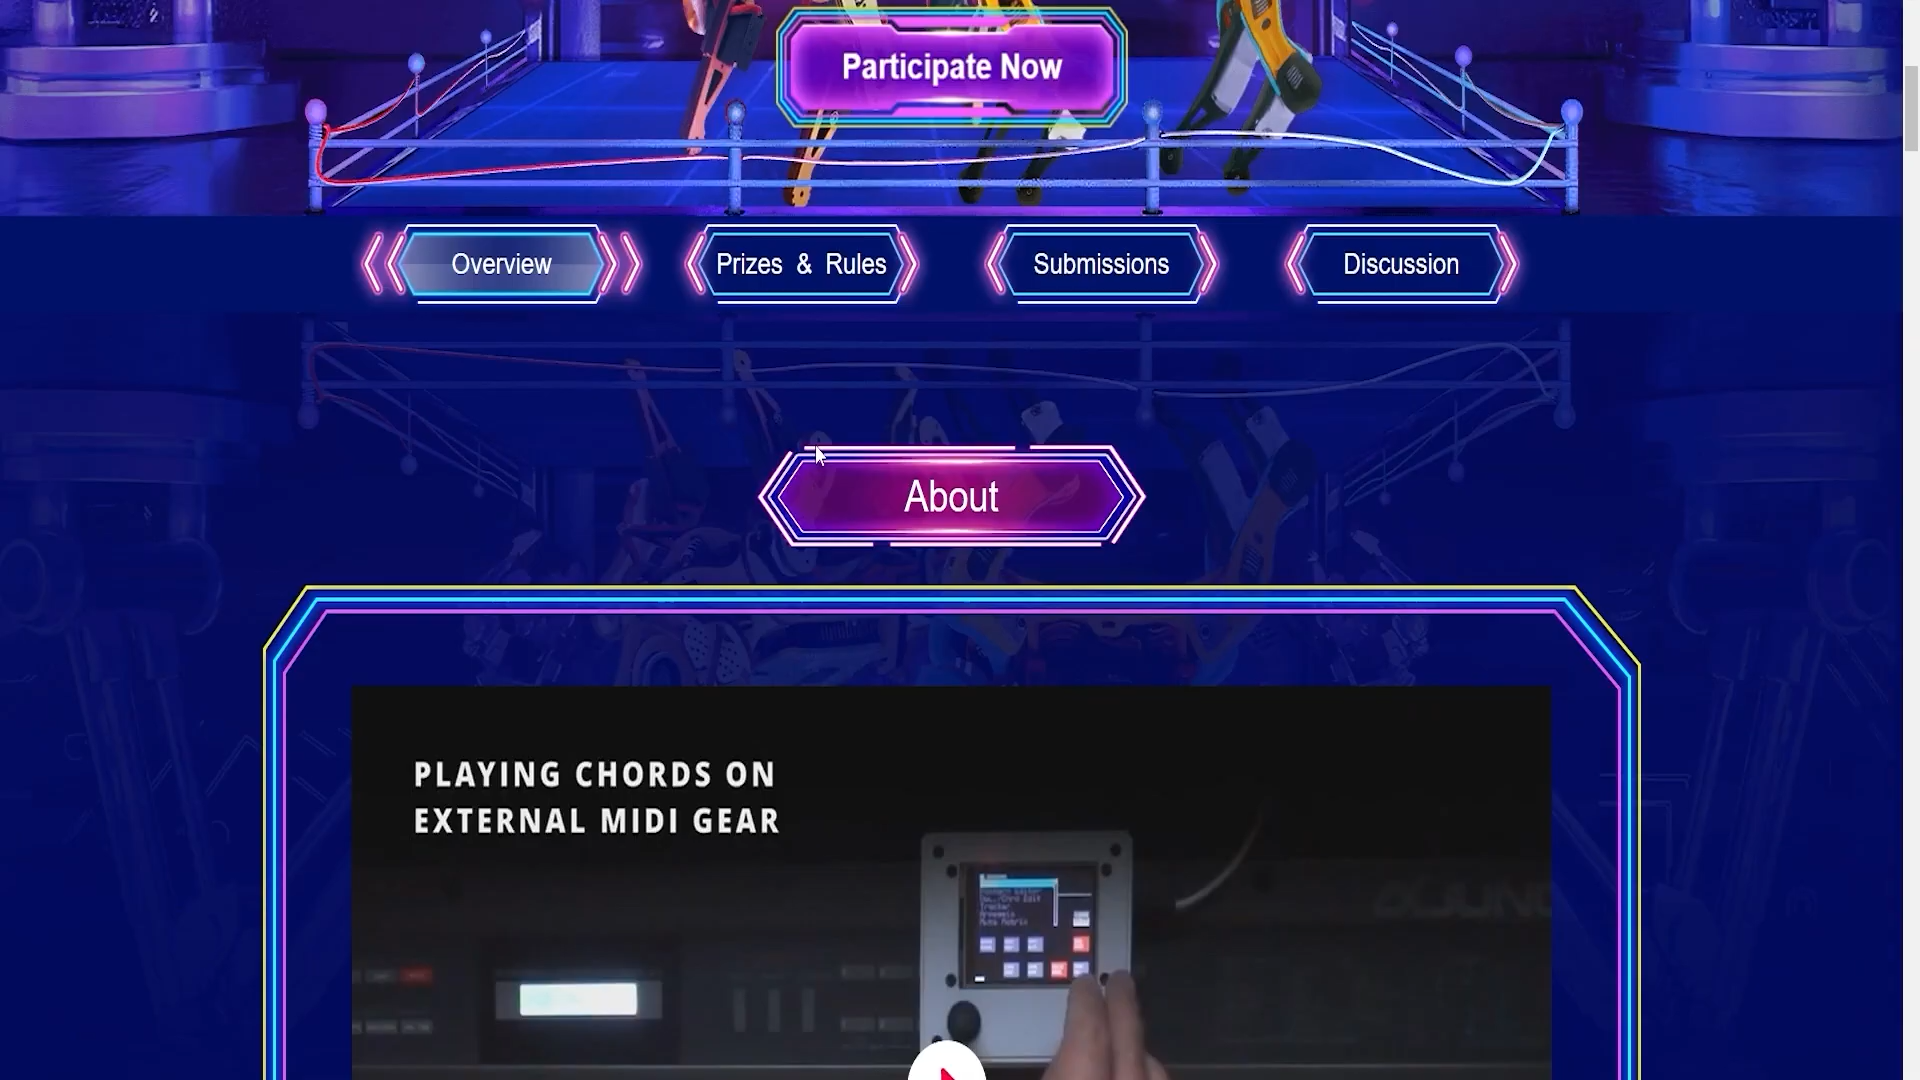 Participate Now
Overview
Prizes & Rules
Submissions
Discussion
About
PLAYING CHORDS ON
EXTERNAL MIDI GEAR